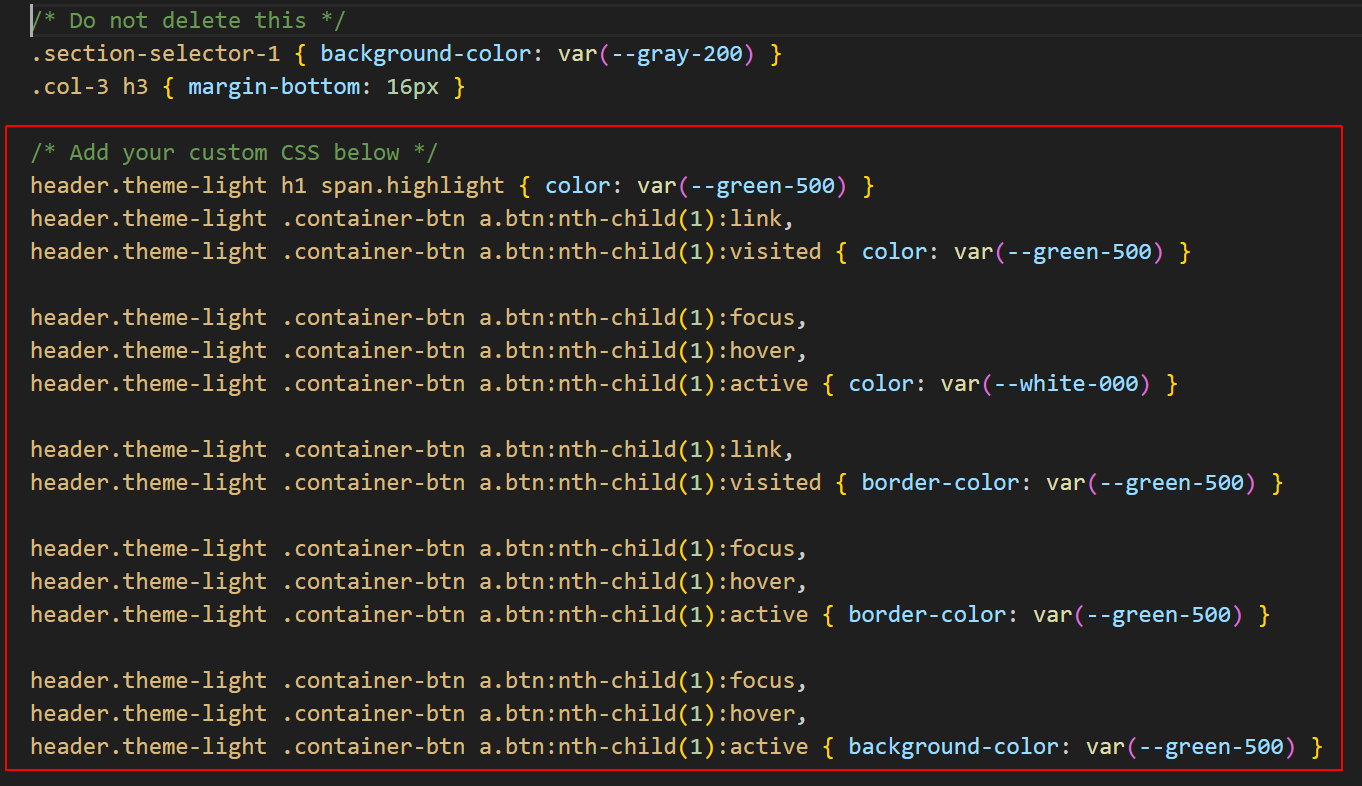 /* Do not delete this */
.section-selector-1 { background-color: var(--gray-200) }
.col-3 h3 { margin-bottom: 16px }
/* Add your custom CSS below */
header.theme-light h1 span.highlight { color: var(--green-500) }
header.theme-light .container-btn a.btn:nth-child(1):link,
header.theme-light .container-btn a.btn:nth-child(1):visited { color: var(--green-500) }
header.theme-light .container-btn a.btn:nth-child(1):focus,
header.theme-light .container-btn a.btn:nth-child(1):hover,
header.theme-light .container-btn a.btn:nth-child(1):active { color: var(--white-000) }
header.theme-light .container-btn a.btn:nth-child(1):link,
header.theme-light .container-btn a.btn:nth-child(1):visited { border-color: var(--green-500) }
header.theme-light .container-btn a.btn:nth-child(1):focus,
header.theme-light .container-btn a.btn:nth-child(1):hover,
header.theme-light .container-btn a.btn:nth-child(1):active { border-color: var(--green-500) }
header.theme-light .container-btn a.btn:nth-child(1):focus,
header.theme-light .container-btn a.btn:nth-child(1):hover,
header.theme-light .container-btn a.btn:nth-child(1):active { background-color: var(--green-500) }